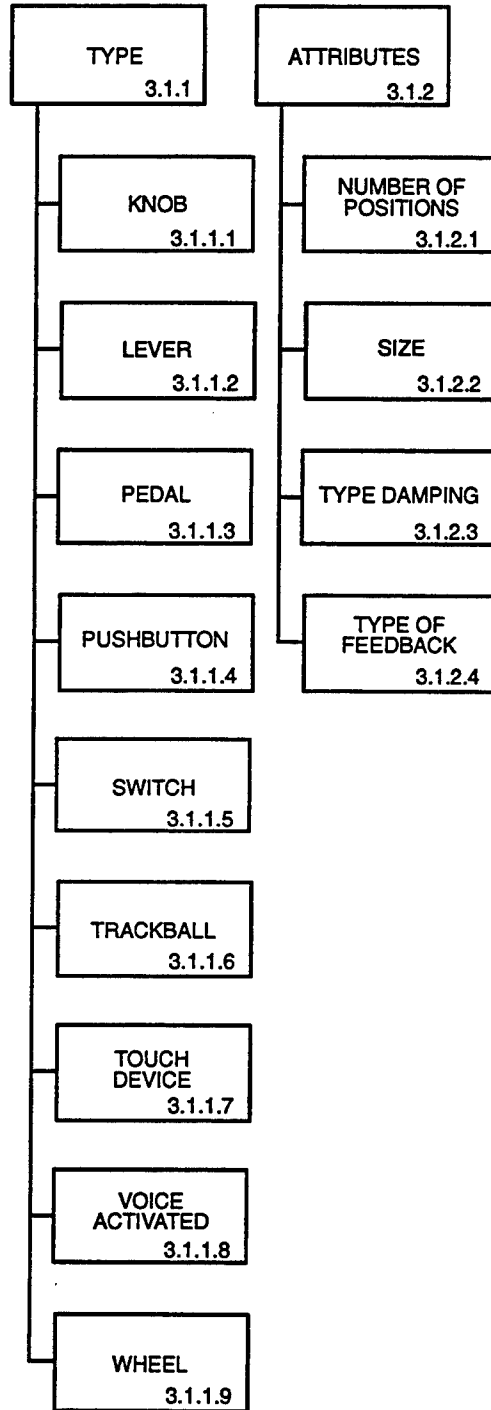 TYPE
3.1.1
KNOB
3.1.1.1
LEVER
3.1.1.2
PEDAL
3.1.1.3
PUSHBUTTON
3.1.1.4
SWITCH
3.1.1.5
TRACKBALL
3.1.1.6
TOUCH
DEVICE
3.1.1.7
VOICE
ACTIVATED
3.1.1.8
WHEEL
3.1.1.9
ATTRIBUTES
3.1.2
NUMBER OF
POSITIONS
3.1.2.1
SIZE
3.1.2.2
TYPE DAMPING
3.1.2.3
TYPE OF
FEEDBACK
3.1.2.4